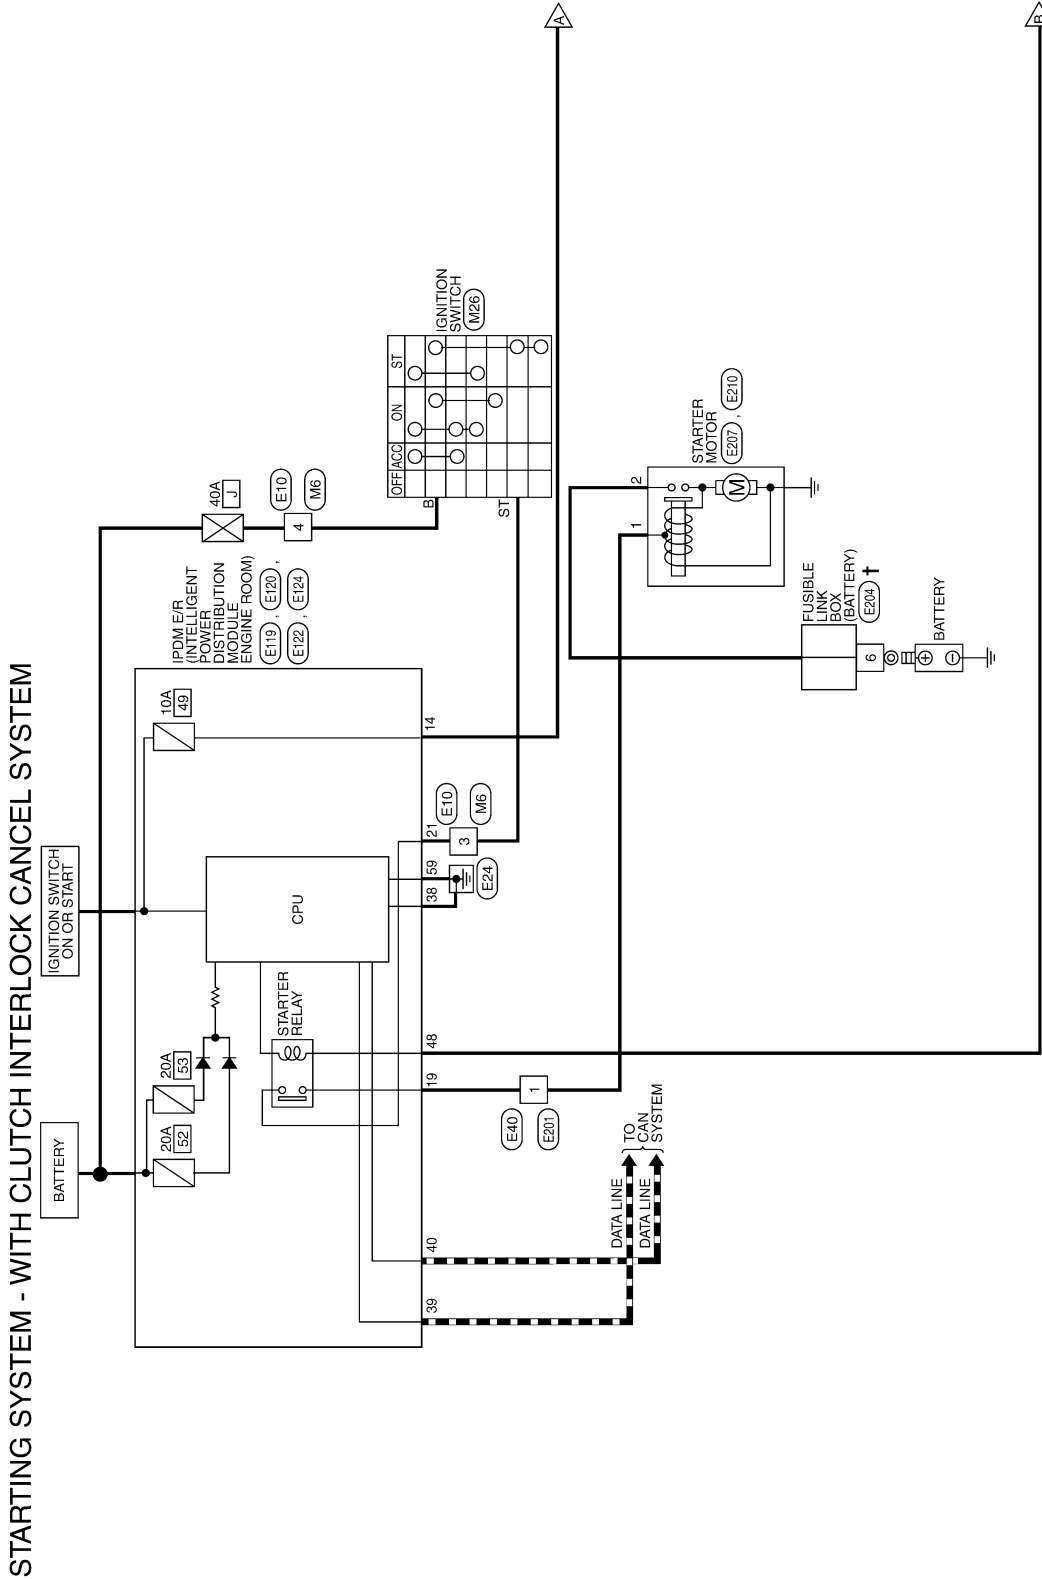 STARTING SYSTEM - WITH CLUTCH INTERLOCK CANCEL SYSTEM
BATTERY
IGNITION SWITCH
ON OR START
20A
52
20A
53
10A
49
IPDM E/R
(INTELLIGENT
POWER
DISTRIBUTION
MODULE
ENGINE ROOM)
E119 , E120 ,
E122 , E124
40A
J
4
E10
M6
STARTER
RELAY
CPU
OFF
ACC
ON
ST
B
ST
IGNITION
SWITCH
M26
39
40
19
48
38
59
21
14
E24
3
E10
M6
E40
E201
1
DATA LINE
DATA LINE
TO
CAN
SYSTEM
1
2
STARTER
MOTOR
E207 , E210
M
FUSIBLE
LINK
BOX
(BATTERY)
E204 †
6
BATTERY
+
−
A
B